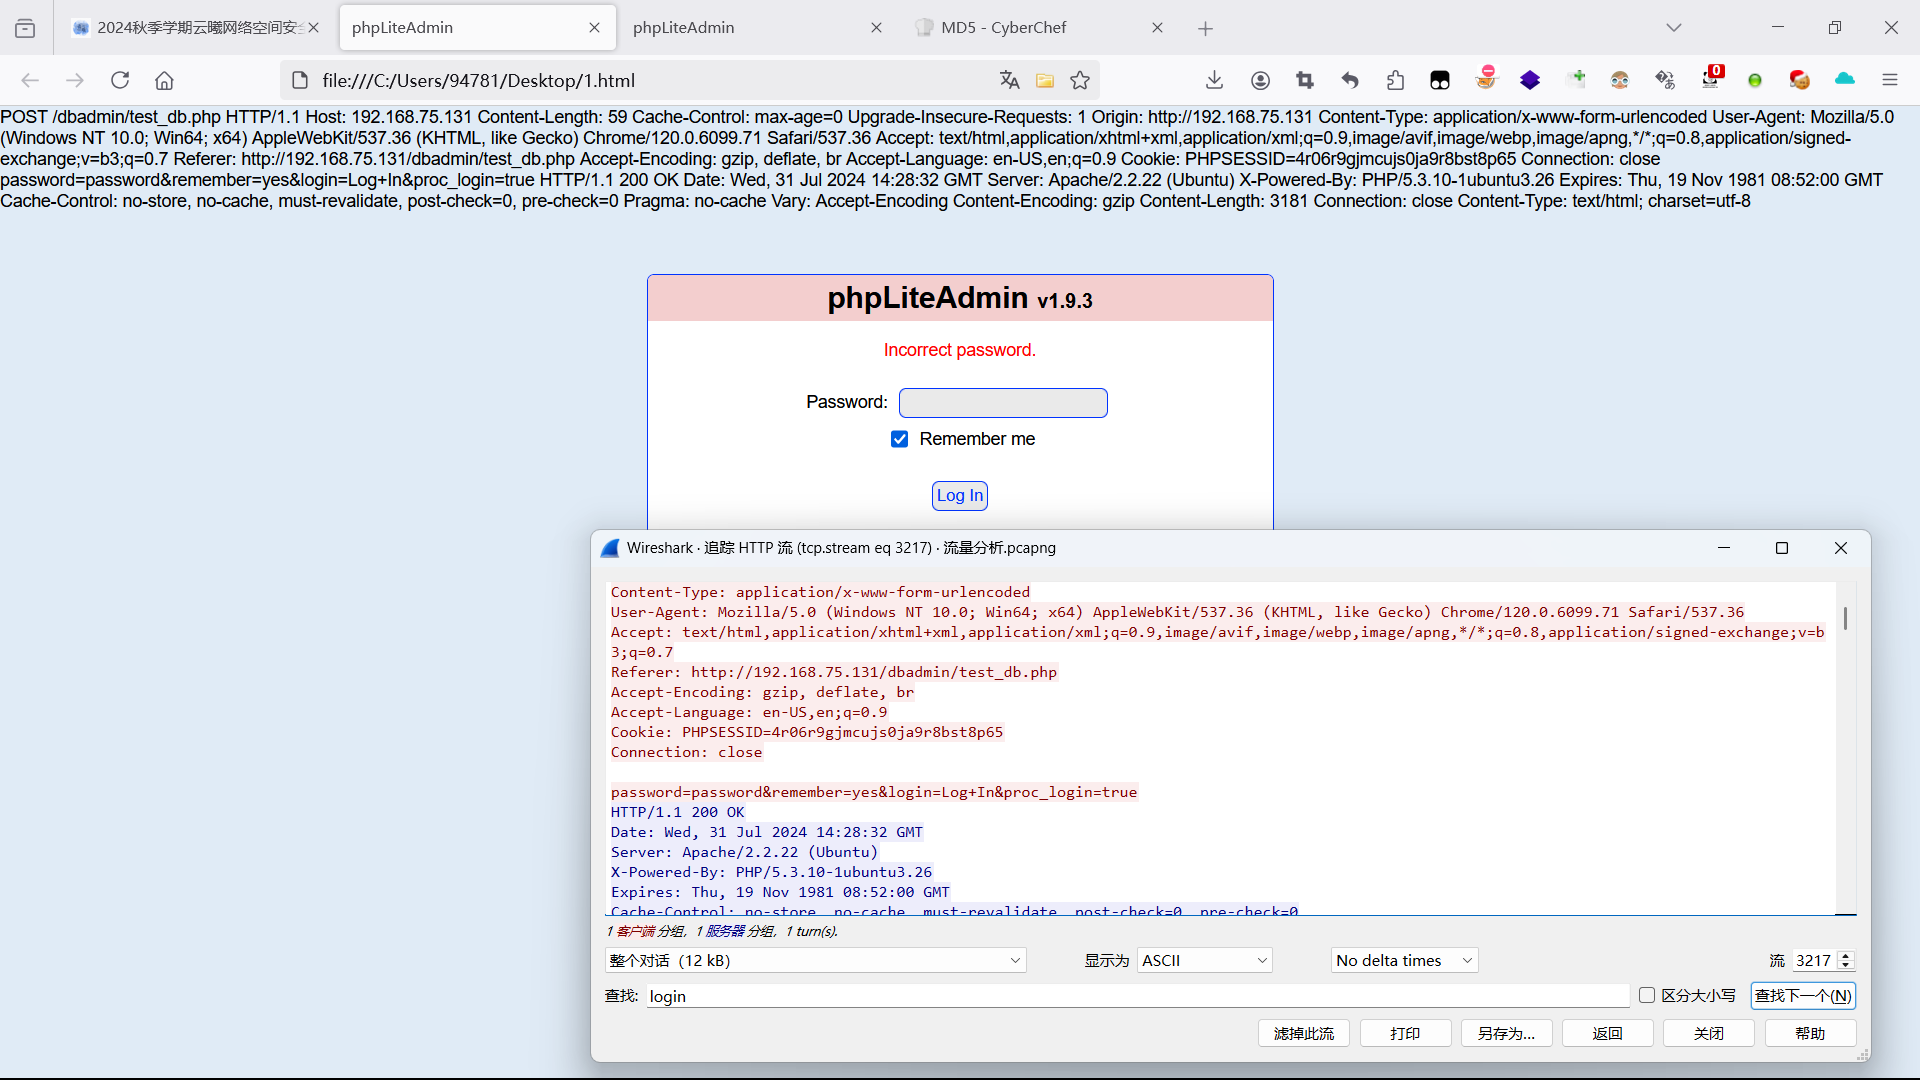 2024秋季学期云曦网络空间安全
phpLiteAdmin
phpLiteAdmin
MD5 - CyberChef
file:///C:/Users/94781/Desktop/1.html
0
POST /dbadmin/test_db.php HTTP/1.1 Host: 192.168.75.131 Content-Length: 59 Cache-Control: max-age=0 Upgrade-Insecure-Requests: 1 Origin: http://192.168.75.131 Content-Type: application/x-www-form-urlencoded User-Agent: Mozilla/5.0
(Windows NT 10.0; Win64; x64) AppleWebKit/537.36 (KHTML, like Gecko) Chrome/120.0.6099.71 Safari/537.36 Accept: text/html,application/xhtml+xml,application/xml;q=0.9,image/avif,image/webp,image/apng,*/*;q=0.8,application/signed-
exchange;v=b3;q=0.7 Referer: http://192.168.75.131/dbadmin/test_db.php Accept-Encoding: gzip, deflate, br Accept-Language: en-US,en;q=0.9 Cookie: PHPSESSID=4r06r9gjmcujs0ja9r8bst8p65 Connection: close
password=password&remember=yes&login=Log+In&proc_login=true HTTP/1.1 200 OK Date: Wed, 31 Jul 2024 14:28:32 GMT Server: Apache/2.2.22 (Ubuntu) X-Powered-By: PHP/5.3.10-1ubuntu3.26 Expires: Thu, 19 Nov 1981 08:52:00 GMT
Cache-Control: no-store, no-cache, must-revalidate, post-check=0, pre-check=0 Pragma: no-cache Vary: Accept-Encoding Content-Encoding: gzip Content-Length: 3181 Connection: close Content-Type: text/html; charset=utf-8
phpLiteAdmin v1.9.3
Incorrect password.
Password:
Remember me
Log In
Wireshark · 追踪 HTTP 流 (tcp.stream eq 3217) · 流量分析.pcapng
Content-Type: application/x-www-form-urlencoded
User-Agent: Mozilla/5.0 (Windows NT 10.0; Win64; x64) AppleWebKit/537.36 (KHTML, like Gecko) Chrome/120.0.6099.71 Safari/537.36
Accept: text/html,application/xhtml+xml,application/xml;q=0.9,image/avif,image/webp,image/apng,*/*;q=0.8,application/signed-exchange;v=b
3;q=0.7
Referer: http://192.168.75.131/dbadmin/test_db.php
Accept-Encoding: gzip, deflate, br
Accept-Language: en-US,en;q=0.9
Cookie: PHPSESSID=4r06r9gjmcujs0ja9r8bst8p65
Connection: close
password=password&remember=yes&login=Log+In&proc_login=true
HTTP/1.1 200 OK
Date: Wed, 31 Jul 2024 14:28:32 GMT
Server: Apache/2.2.22 (Ubuntu)
X-Powered-By: PHP/5.3.10-1ubuntu3.26
Expires: Thu, 19 Nov 1981 08:52:00 GMT
Cache-Control: no-store, no-cache, must-revalidate, post-check=0, pre-check=0
1 客户端 分组, 1 服务器 分组, 1 turn(s).
整个对话 (12 kB) 显示为 ASCII No delta times 流 3217
查找: login 区分大小写 查找下一个(N)
滤掉此流 打印 另存为... 返回 关闭 帮助